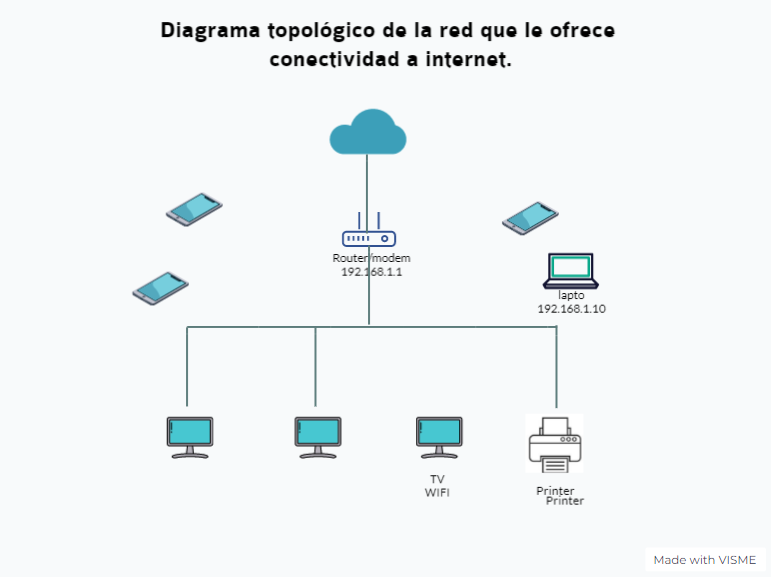 Diagrama topológico de la red que le ofrece
conectividad a internet.
Router/modem
192.168.1.1
lapto
192.168.1.10
TV
WIFI
Printer
Printer
Made with VISME